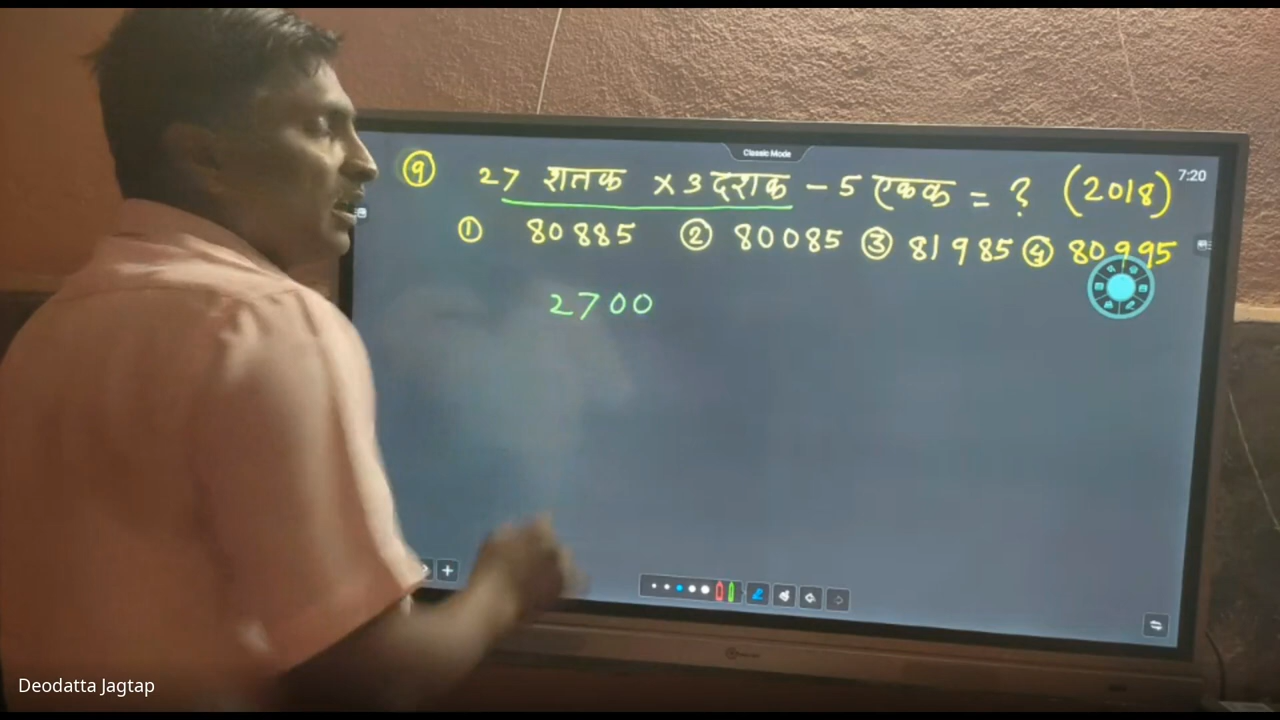 Classic Mode
7:20
(9) 27 शतक × 3 दशक - 5 एकक = ? (2018)
① 80885 ② 80085 ③ 81985 ④ 80995
2700
Deodatta Jagtap